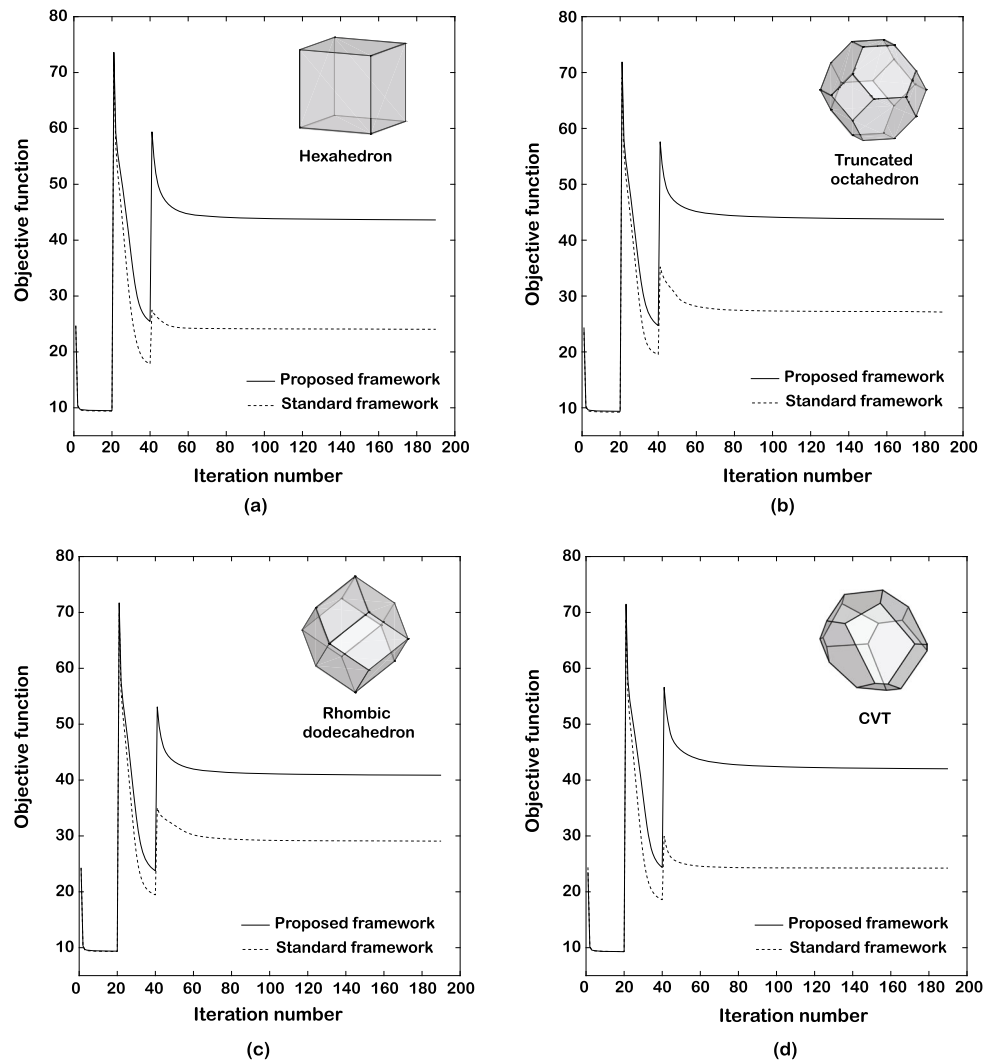 80
70
60
50
40
30
20
10
0 20 40 60 80 100 120 140 160 180 200
Objective function
Iteration number
Hexahedron
Proposed framework
Standard framework
(a)
80
70
60
50
40
30
20
10
0 20 40 60 80 100 120 140 160 180 200
Objective function
Iteration number
Truncated
octahedron
Proposed framework
Standard framework
(b)
80
70
60
50
40
30
20
10
0 20 40 60 80 100 120 140 160 180 200
Objective function
Iteration number
Rhombic
dodecahedron
Proposed framework
Standard framework
(c)
80
70
60
50
40
30
20
10
0 20 40 60 80 100 120 140 160 180 200
Objective function
Iteration number
CVT
Proposed framework
Standard framework
(d)